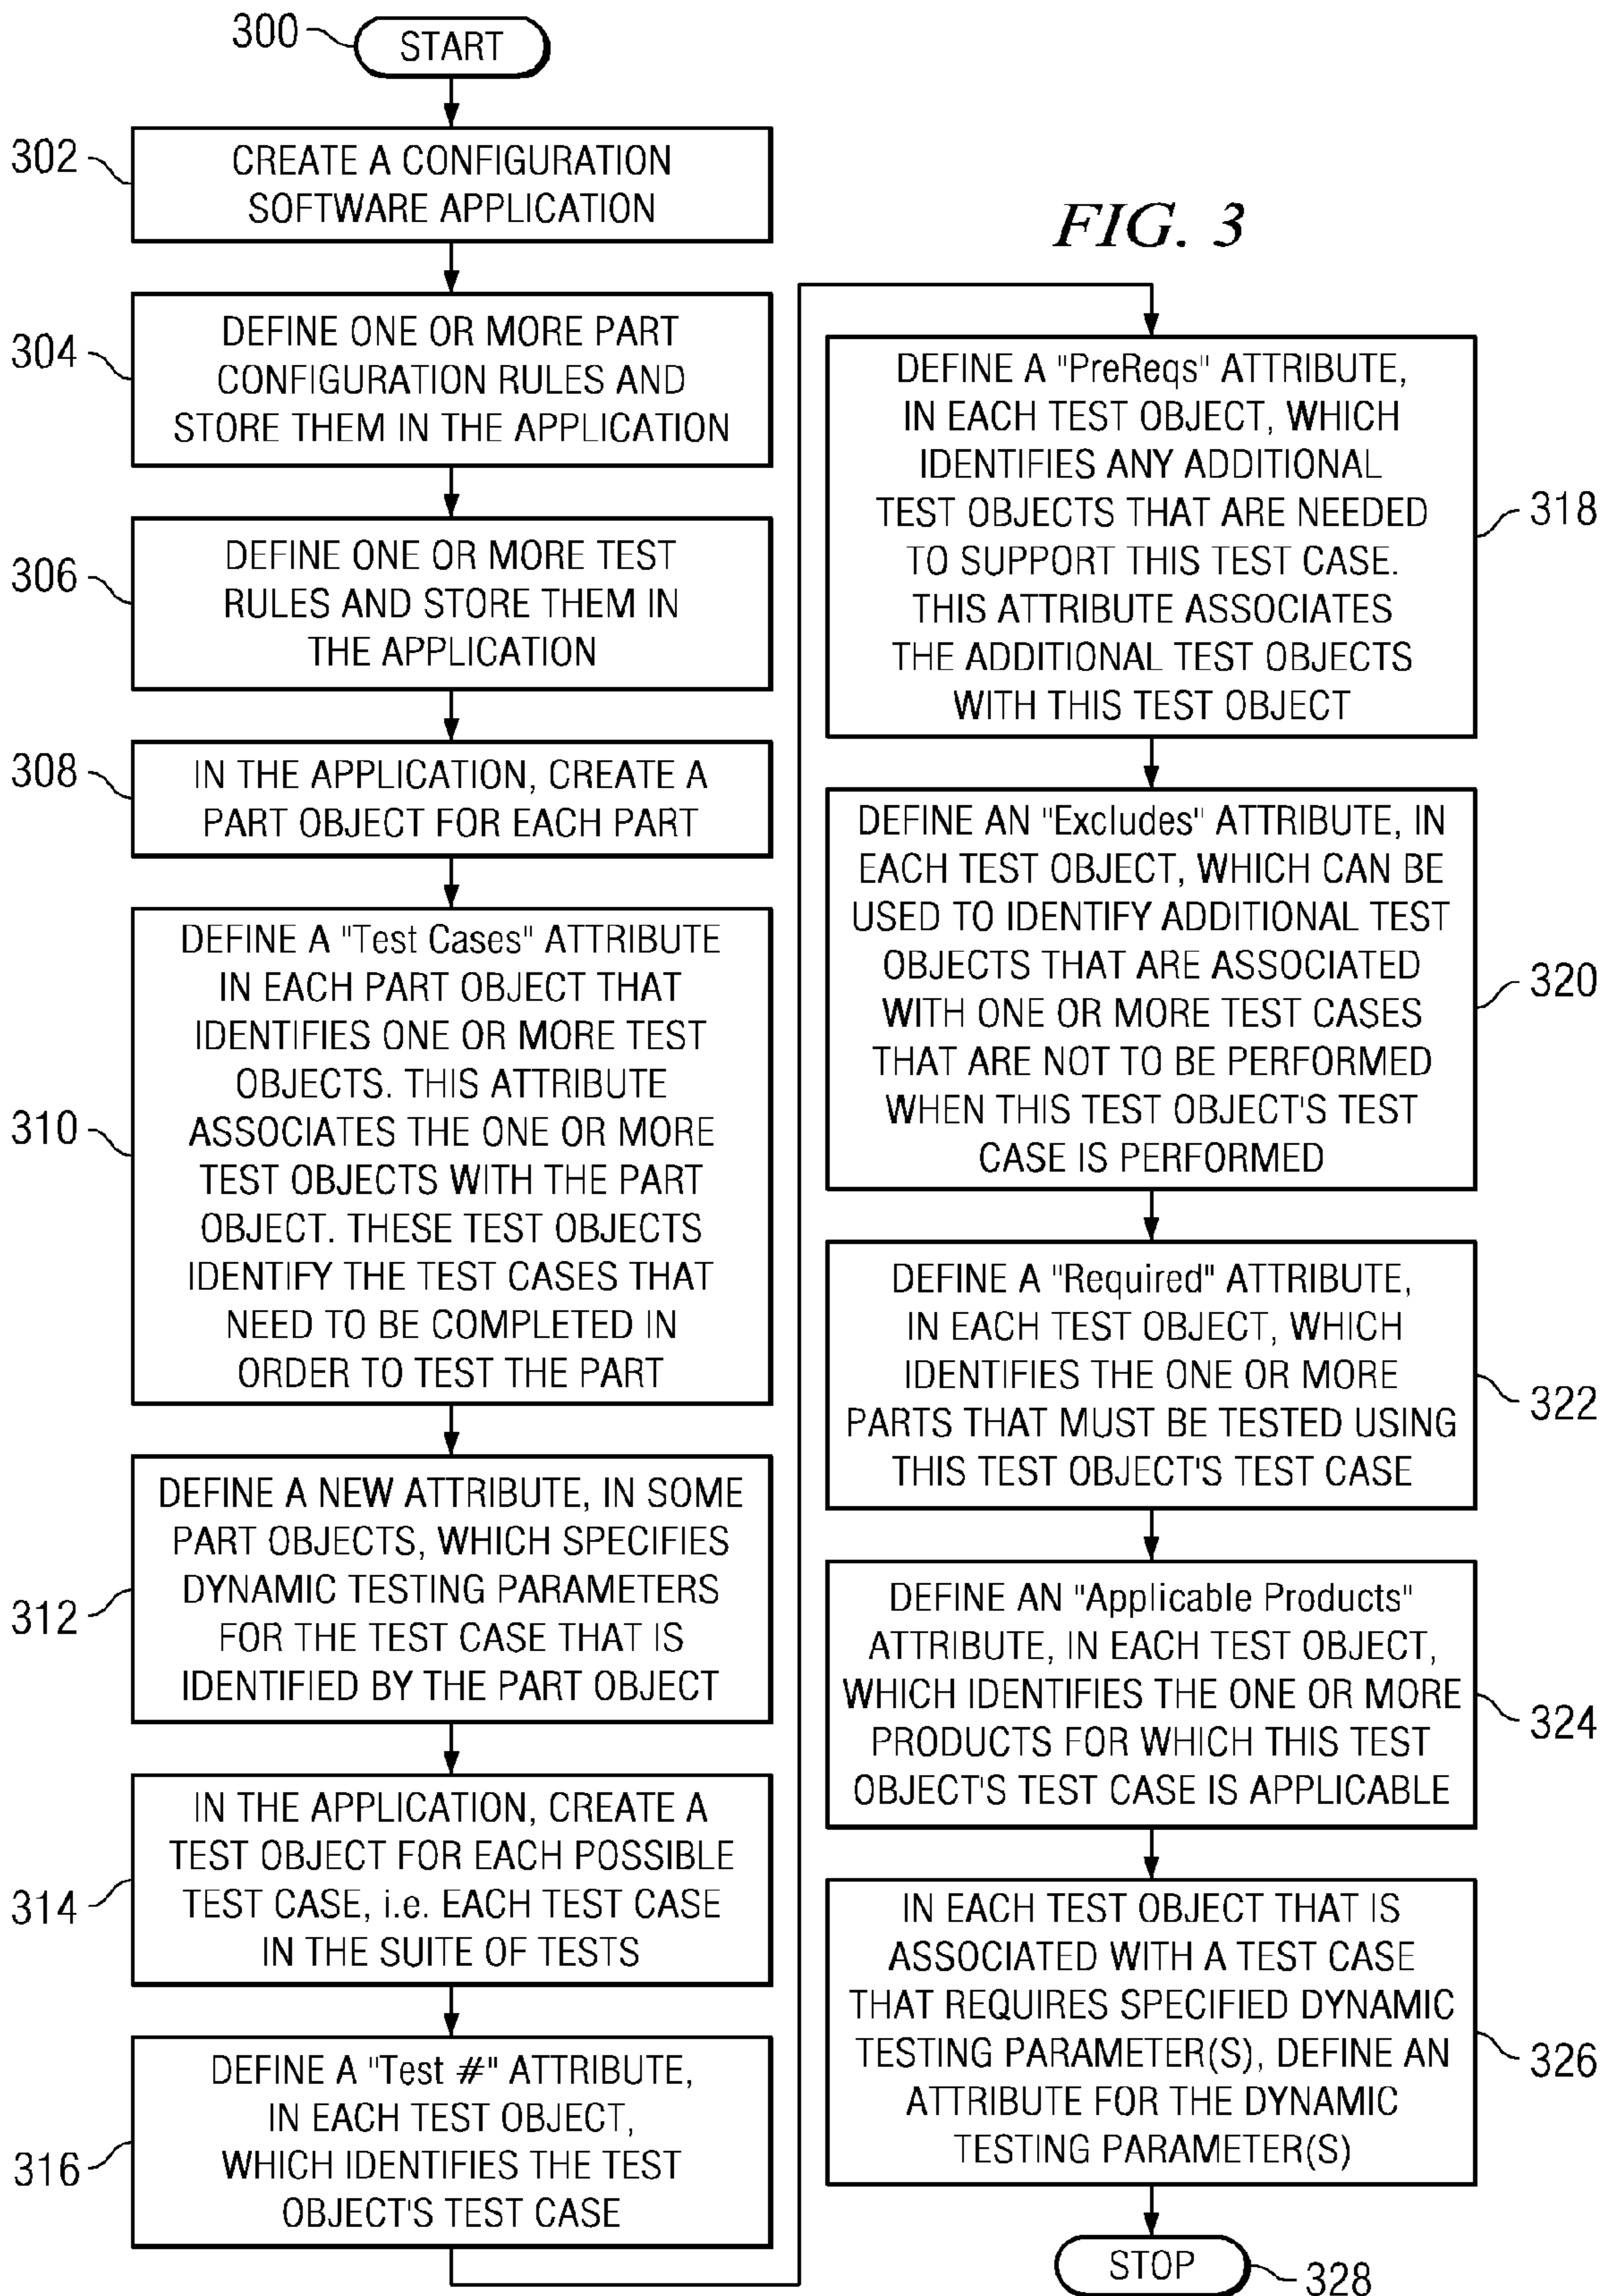 300
START
302
CREATE A CONFIGURATION
SOFTWARE APPLICATION
304
DEFINE ONE OR MORE PART
CONFIGURATION RULES AND
STORE THEM IN THE APPLICATION
306
DEFINE ONE OR MORE TEST
RULES AND STORE THEM IN
THE APPLICATION
308
IN THE APPLICATION, CREATE A
PART OBJECT FOR EACH PART
310
DEFINE A "Test Cases" ATTRIBUTE
IN EACH PART OBJECT THAT
IDENTIFIES ONE OR MORE TEST
OBJECTS. THIS ATTRIBUTE
ASSOCIATES THE ONE OR MORE
TEST OBJECTS WITH THE PART
OBJECT. THESE TEST OBJECTS
IDENTIFY THE TEST CASES THAT
NEED TO BE COMPLETED IN
ORDER TO TEST THE PART
312
DEFINE A NEW ATTRIBUTE, IN SOME
PART OBJECTS, WHICH SPECIFIES
DYNAMIC TESTING PARAMETERS
FOR THE TEST CASE THAT IS
IDENTIFIED BY THE PART OBJECT
314
IN THE APPLICATION, CREATE A
TEST OBJECT FOR EACH POSSIBLE
TEST CASE, i.e. EACH TEST CASE
IN THE SUITE OF TESTS
316
DEFINE A "Test #" ATTRIBUTE,
IN EACH TEST OBJECT,
WHICH IDENTIFIES THE TEST
OBJECT'S TEST CASE
FIG. 3
DEFINE A "PreReqs" ATTRIBUTE,
IN EACH TEST OBJECT, WHICH
IDENTIFIES ANY ADDITIONAL
TEST OBJECTS THAT ARE NEEDED
TO SUPPORT THIS TEST CASE.
THIS ATTRIBUTE ASSOCIATES
THE ADDITIONAL TEST OBJECTS
WITH THIS TEST OBJECT
318
DEFINE AN "Excludes" ATTRIBUTE, IN
EACH TEST OBJECT, WHICH CAN BE
USED TO IDENTIFY ADDITIONAL TEST
OBJECTS THAT ARE ASSOCIATED
WITH ONE OR MORE TEST CASES
THAT ARE NOT TO BE PERFORMED
WHEN THIS TEST OBJECT'S TEST
CASE IS PERFORMED
320
DEFINE A "Required" ATTRIBUTE,
IN EACH TEST OBJECT, WHICH
IDENTIFIES THE ONE OR MORE
PARTS THAT MUST BE TESTED USING
THIS TEST OBJECT'S TEST CASE
322
DEFINE AN "Applicable Products"
ATTRIBUTE, IN EACH TEST OBJECT,
WHICH IDENTIFIES THE ONE OR MORE
PRODUCTS FOR WHICH THIS TEST
OBJECT'S TEST CASE IS APPLICABLE
324
IN EACH TEST OBJECT THAT IS
ASSOCIATED WITH A TEST CASE
THAT REQUIRES SPECIFIED DYNAMIC
TESTING PARAMETER(S), DEFINE AN
ATTRIBUTE FOR THE DYNAMIC
TESTING PARAMETER(S)
326
STOP
328